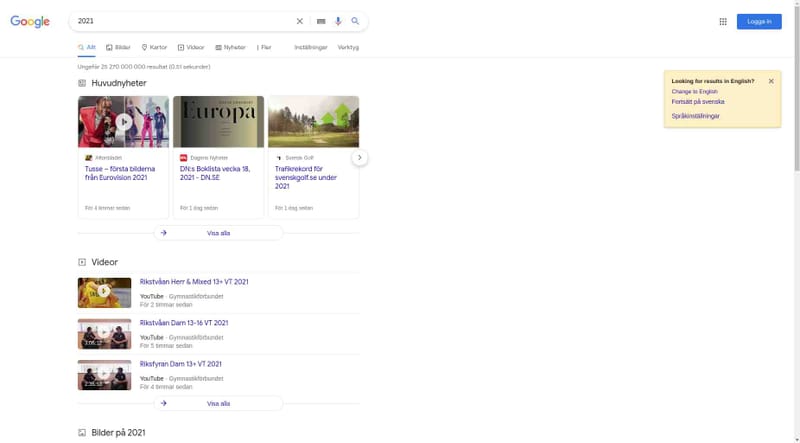 Google
2021
Logga in
Allt
Bilder
Kartor
Videor
Nyheter
Fler
Inställningar
Verktyg
Ungefär 25 270 000 000 resultat (0,51 sekunder)
Looking for results in English?
Change to English
Fortsätt på svenska
Språkinställningar
Huvudnyheter
Europa
Aftonbladet
Tusse – första bilderna
från Eurovision 2021
För 4 timmar sedan
Dagens Nyheter
DN:s Boklista vecka 18,
2021 - DN.SE
För 1 dag sedan
Svensk Golf
Trafikrekord för
svenskgolf.se under
2021
För 1 dag sedan
Visa alla
Videor
Rikstvåan Herr & Mixed 13+ VT 2021
YouTube · Gymnastikförbundet
För 2 timmar sedan
Rikstvåan Dam 13-16 VT 2021
YouTube · Gymnastikförbundet
För 5 timmar sedan
Riksfyran Dam 13+ VT 2021
YouTube · Gymnastikförbundet
För 4 timmar sedan
Visa alla
Bilder på 2021